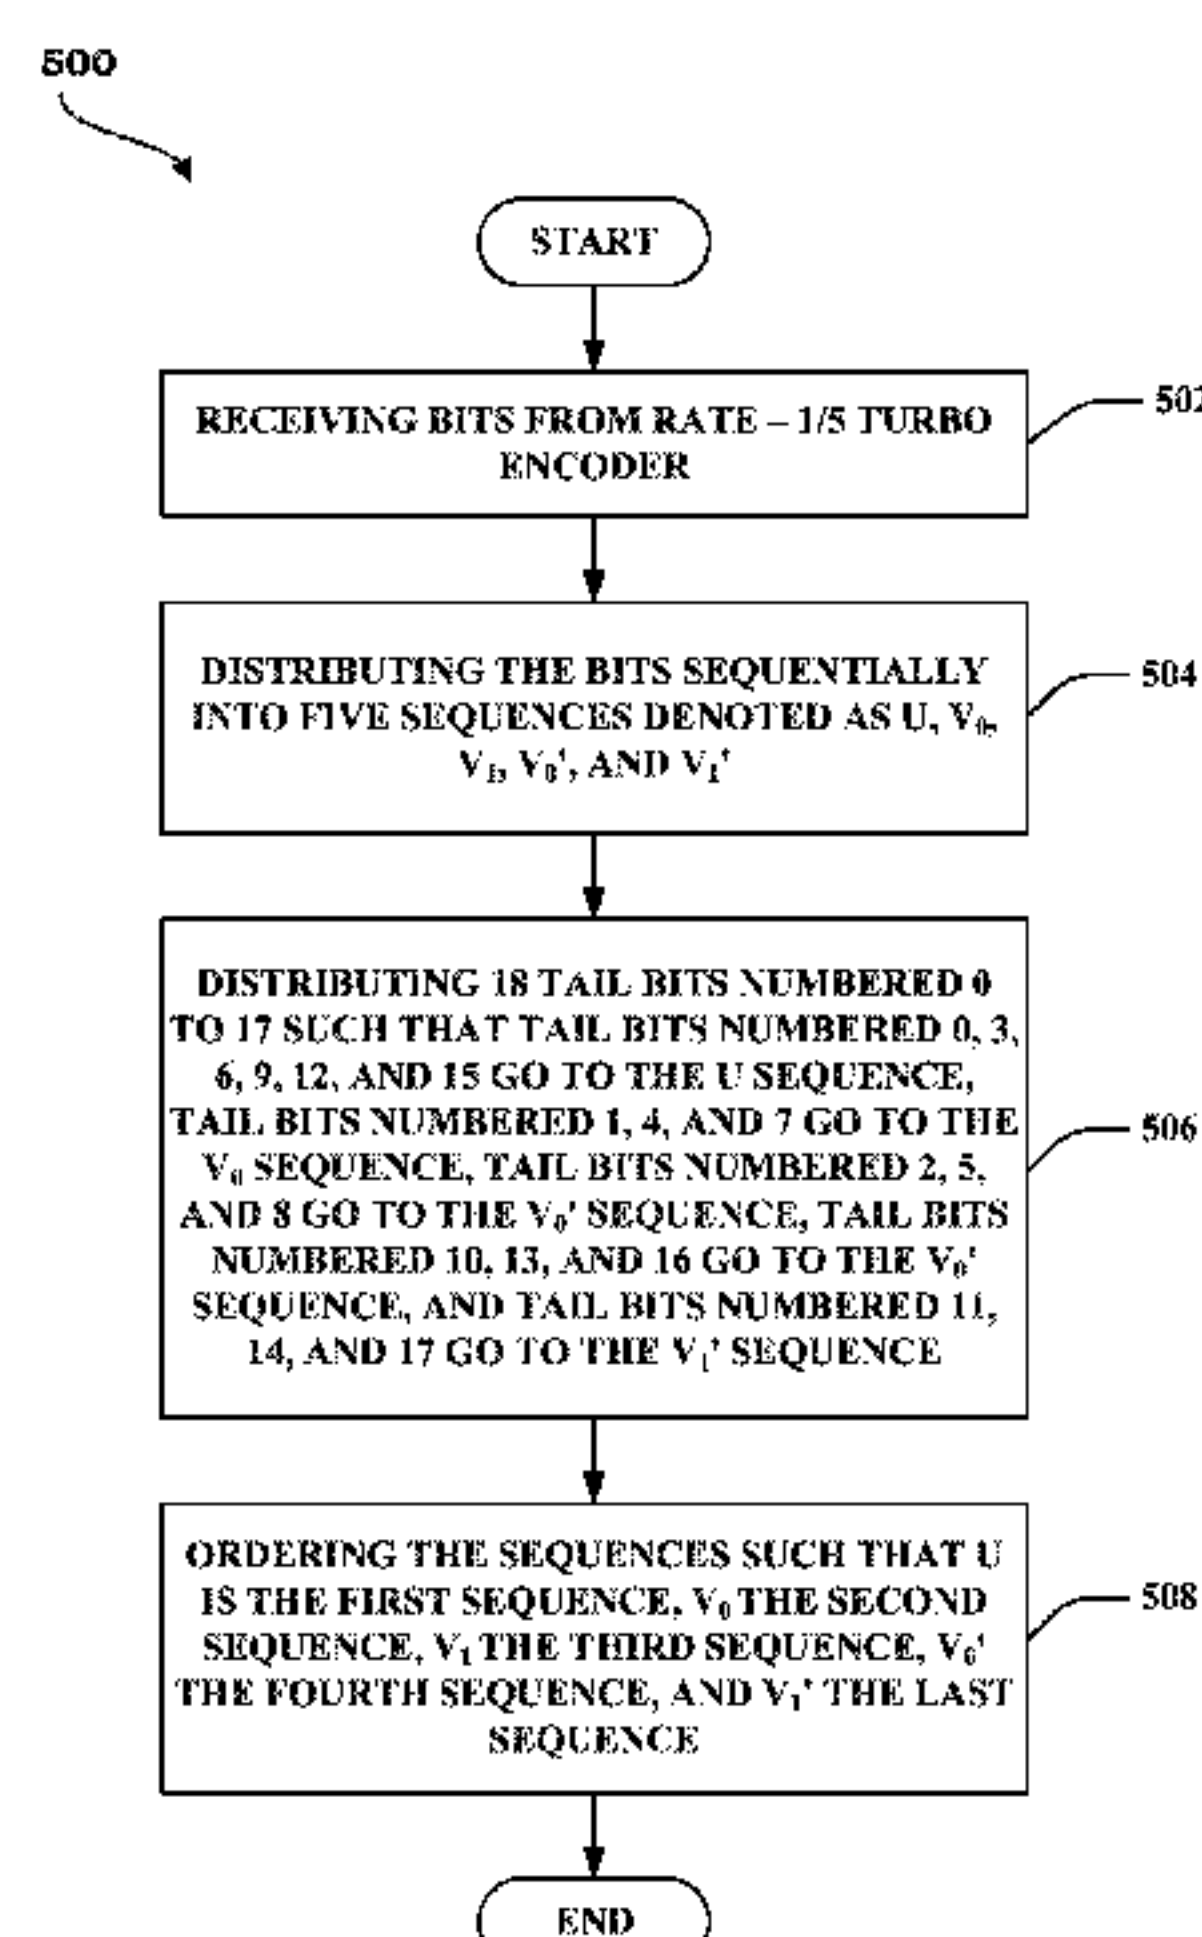 500
START
RECEIVING BITS FROM RATE – 1/5 TURBO
ENCODER
502
DISTRIBUTING THE BITS SEQUENTIALLY
INTO FIVE SEQUENCES DENOTED AS U, V₀,
V₁, V₀', AND V₁'
504
DISTRIBUTING 18 TAIL BITS NUMBERED 0
TO 17 SUCH THAT TAIL BITS NUMBERED 0, 3,
6, 9, 12, AND 15 GO TO THE U SEQUENCE,
TAIL BITS NUMBERED 1, 4, AND 7 GO TO THE
V₀ SEQUENCE, TAIL BITS NUMBERED 2, 5,
AND 8 GO TO THE V₀' SEQUENCE, TAIL BITS
NUMBERED 10, 13, AND 16 GO TO THE V₀'
SEQUENCE, AND TAIL BITS NUMBERED 11,
14, AND 17 GO TO THE V₁' SEQUENCE
506
ORDERING THE SEQUENCES SUCH THAT U
IS THE FIRST SEQUENCE, V₀ THE SECOND
SEQUENCE, V₁ THE THIRD SEQUENCE, V₀'
THE FOURTH SEQUENCE, AND V₁' THE LAST
SEQUENCE
508
END